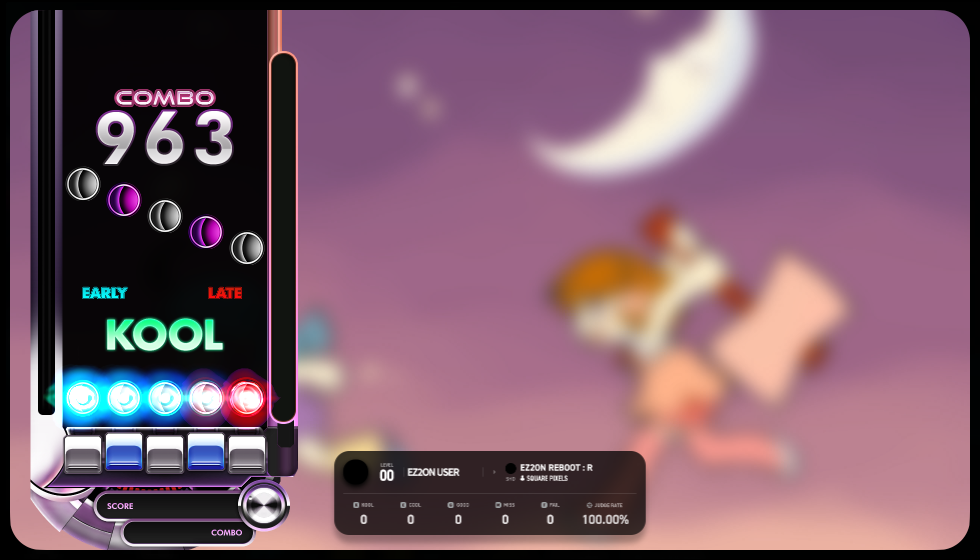 COMBO
963
EARLY LATE
KOOL
LEVEL
00 EZ2ON USER
EZ2ON REBOOT : R
SQUARE PIXELS
KOOL COOL GOOD MISS FAIL JUDGE RATE
0 0 0 0 0 100.00%
SCORE
COMBO